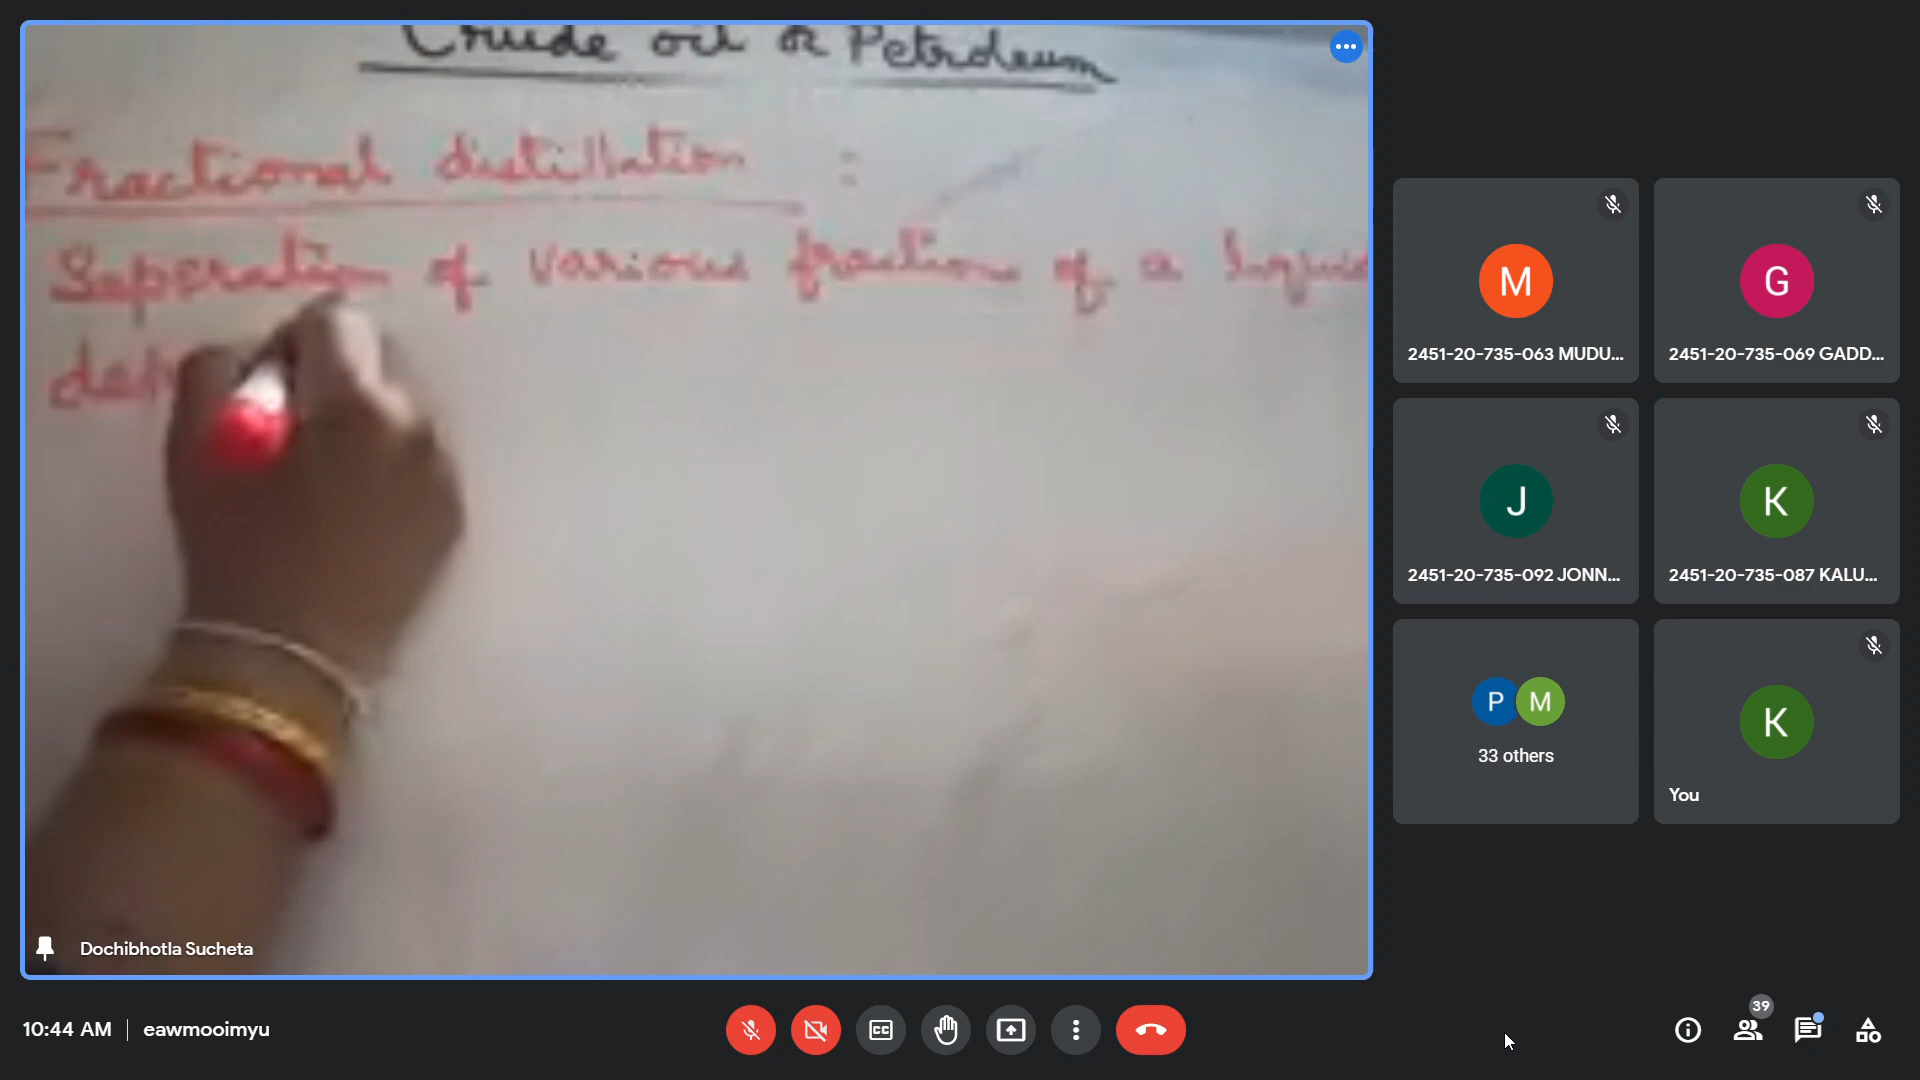 Crude oil or Petroleum
Fractional distillation :
Separation of various fractions of a liquid
Dochibhotla Sucheta
M
2451-20-735-063 MUDU...
G
2451-20-735-069 GADD...
J
2451-20-735-092 JONN...
K
2451-20-735-087 KALU...
P M
33 others
K
You
10:44 AM | eawmooimyu
CC
39